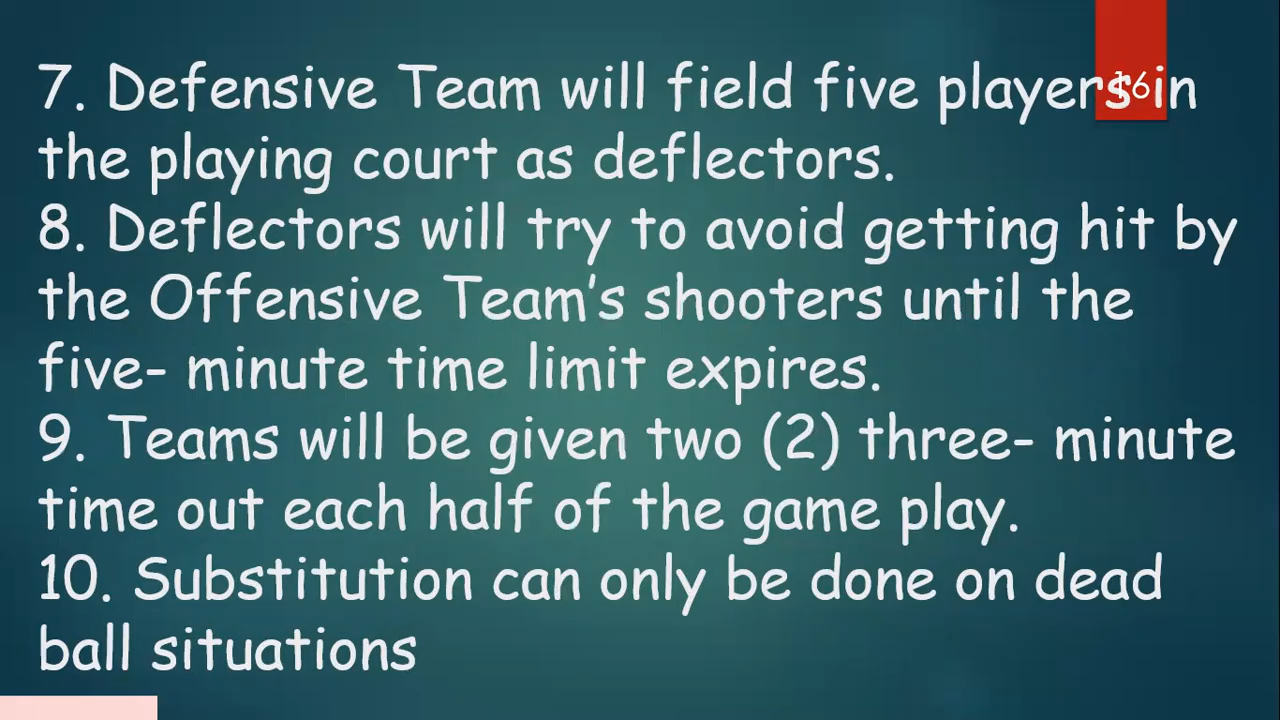 7. Defensive Team will field five players in
16
the playing court as deflectors.
8. Deflectors will try to avoid getting hit by
the Offensive Team's shooters until the
five- minute time limit expires.
9. Teams will be given two (2) three- minute
time out each half of the game play.
10. Substitution can only be done on dead
ball situations